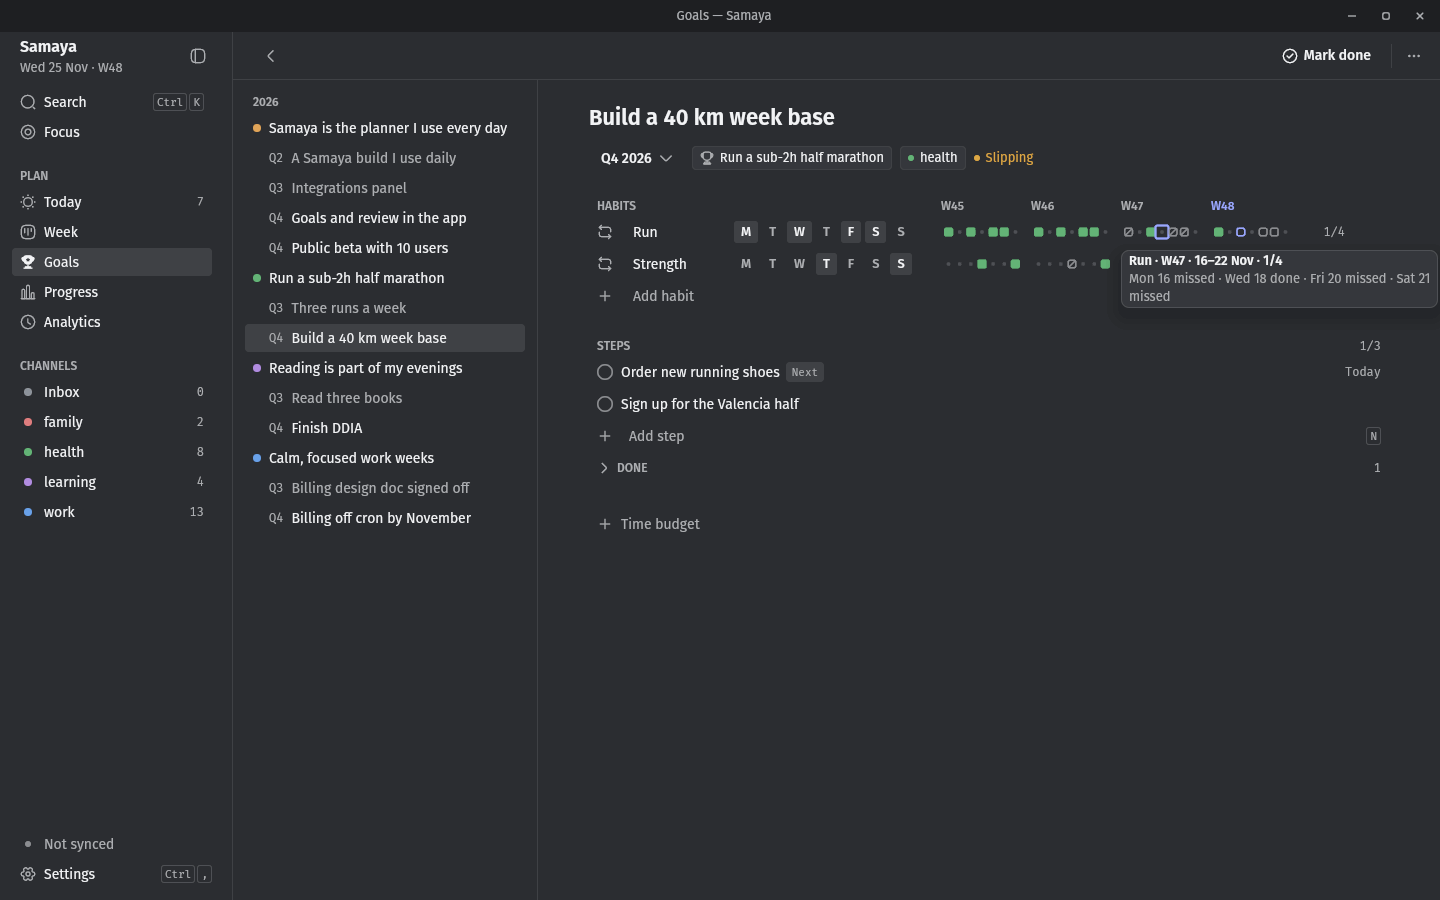 Goals — Samaya
Samaya
Wed 25 Nov · W48
Search Ctrl K
Focus
PLAN
Today 7
Week
Goals
Progress
Analytics
CHANNELS
Inbox 0
family 2
health 8
learning 4
work 13
Not synced
Settings Ctrl ,
2026
Samaya is the planner I use every day
Q2 A Samaya build I use daily
Q3 Integrations panel
Q4 Goals and review in the app
Q4 Public beta with 10 users
Run a sub-2h half marathon
Q3 Three runs a week
Q4 Build a 40 km week base
Reading is part of my evenings
Q3 Read three books
Q4 Finish DDIA
Calm, focused work weeks
Q3 Billing design doc signed off
Q4 Billing off cron by November
Mark done
Build a 40 km week base
Q4 2026 Run a sub-2h half marathon health Slipping
HABITS W45 W46 W47 W48
Run M T W T F S S 1/4
Strength M T W T F S S
Run · W47 · 16–22 Nov · 1/4
Mon 16 missed · Wed 18 done · Fri 20 missed · Sat 21
missed
Add habit
STEPS 1/3
Order new running shoes Next Today
Sign up for the Valencia half
Add step N
DONE 1
Time budget